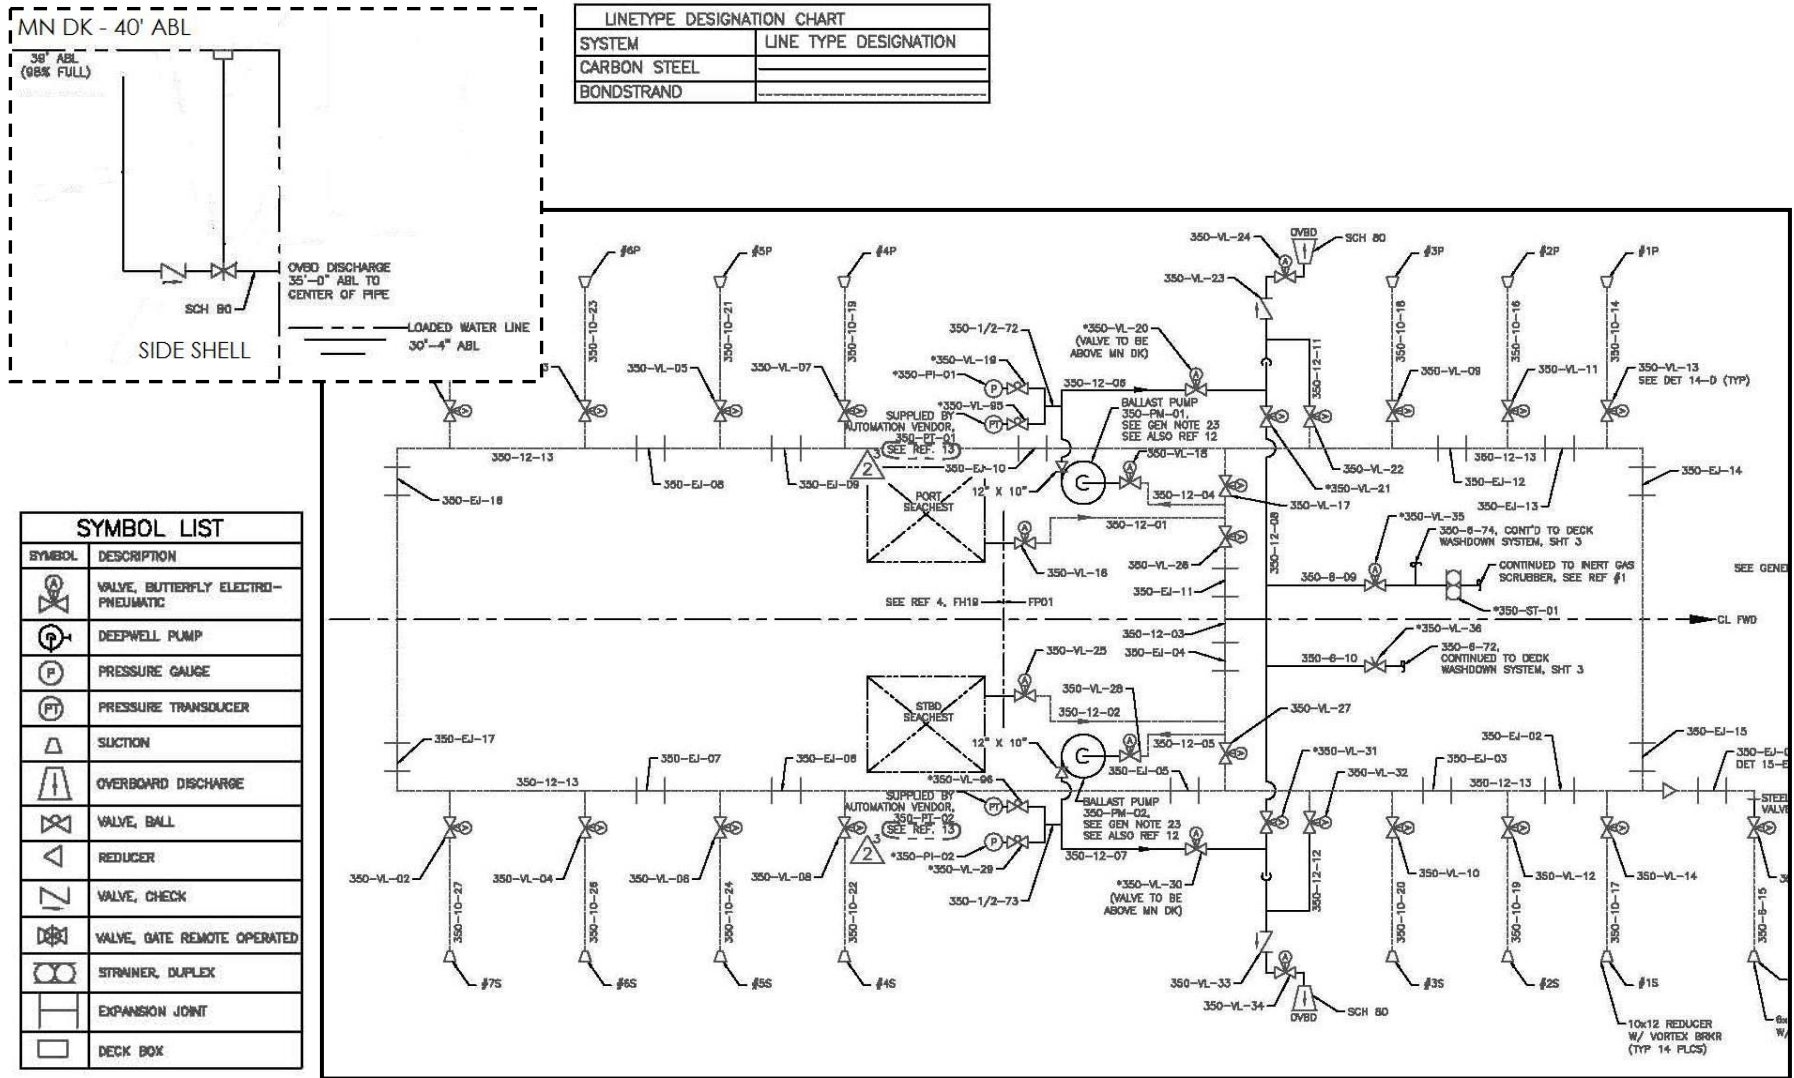 MN DK - 40' ABL
39' ABL
(98% FULL)
OVBD DISCHARGE
35'-0" ABL TO
CENTER OF PIPE
SCH 80
LOADED WATER LINE
30'-4" ABL
SIDE SHELL
LINETYPE DESIGNATION CHART
SYSTEM
LINE TYPE DESIGNATION
CARBON STEEL
BONDSTRAND
SYMBOL LIST
SYMBOL
DESCRIPTION
A
VALVE, BUTTERFLY ELECTRO-
PNEUMATIC
DEEPWELL PUMP
P
PRESSURE GAUGE
PT
PRESSURE TRANSDUCER
SUCTION
OVERBOARD DISCHARGE
VALVE, BALL
REDUCER
VALVE, CHECK
VALVE, GATE REMOTE OPERATED
STRAINER, DUPLEX
EXPANSION JOINT
DECK BOX
#6P
#5P
#4P
350-VL-24
OVBD
SCH 80
#3P
#2P
#1P
350-VL-23
350-10-23
350-10-21
350-10-19
350-10-18
350-10-16
350-10-14
350-1/2-72
*350-VL-20
(VALVE TO BE
ABOVE MN DK)
350-12-11
3
350-VL-05
350-VL-07
*350-VL-19
*350-PI-01
350-12-06
350-VL-09
350-VL-11
350-VL-13
SEE DET 14-D (TYP)
*350-VL-95
SUPPLIED BY
AUTOMATION VENDOR,
350-PT-01
SEE REF. 13
BALLAST PUMP
350-PM-01,
SEE GEN NOTE 23
SEE ALSO REF 12
3
2
350-12-13
350-EJ-08
350-EJ-09
350-EJ-10
350-VL-18
350-VL-22
350-12-13
350-EJ-12
350-EJ-14
350-EJ-16
12" X 10"
350-12-04
*350-VL-21
350-VL-17
350-EJ-13
PORT
SEACHEST
350-12-01
350-12-08
*350-VL-35
350-6-74, CONT'D TO DECK
WASHDOWN SYSTEM, SHT 3
350-VL-16
350-VL-26
350-6-09
CONTINUED TO INERT GAS
SCRUBBER, SEE REF #1
SEE GENE
350-EJ-11
*350-ST-01
SEE REF 4, FH19
FP01
CL FWD
350-12-03
350-EJ-04
*350-VL-36
350-6-10
350-6-72,
CONTINUED TO DECK
WASHDOWN SYSTEM, SHT 3
350-VL-25
350-VL-28
350-12-02
350-VL-27
STBD
SEACHEST
350-EJ-17
12" X 10"
350-12-05
350-EJ-02
350-EJ-15
*350-VL-31
350-EJ-07
350-EJ-06
350-EJ-05
350-VL-32
350-EJ-03
350-EJ-0
DET 15-E
350-12-13
*350-VL-96
350-12-13
SUPPLIED BY
AUTOMATION VENDOR,
350-PT-02
SEE REF. 13
BALLAST PUMP
350-PM-02,
SEE GEN NOTE 23
SEE ALSO REF 12
STEEL
VALVE
3
2
*350-PI-02
350-12-07
*350-VL-29
350-VL-02
350-VL-04
350-VL-06
350-VL-08
*350-VL-30
(VALVE TO BE
ABOVE MN DK)
350-VL-10
350-VL-12
350-VL-14
350-1/2-73
350-10-27
350-10-26
350-10-24
350-10-22
350-12-12
350-10-20
350-10-19
350-10-17
350-6-15
#7S
#6S
#5S
#4S
350-VL-33
350-VL-34
OVBD
SCH 80
#3S
#2S
#1S
10x12 REDUCER
W/ VORTEX BRKR
(TYP 14 PLCS)
W/